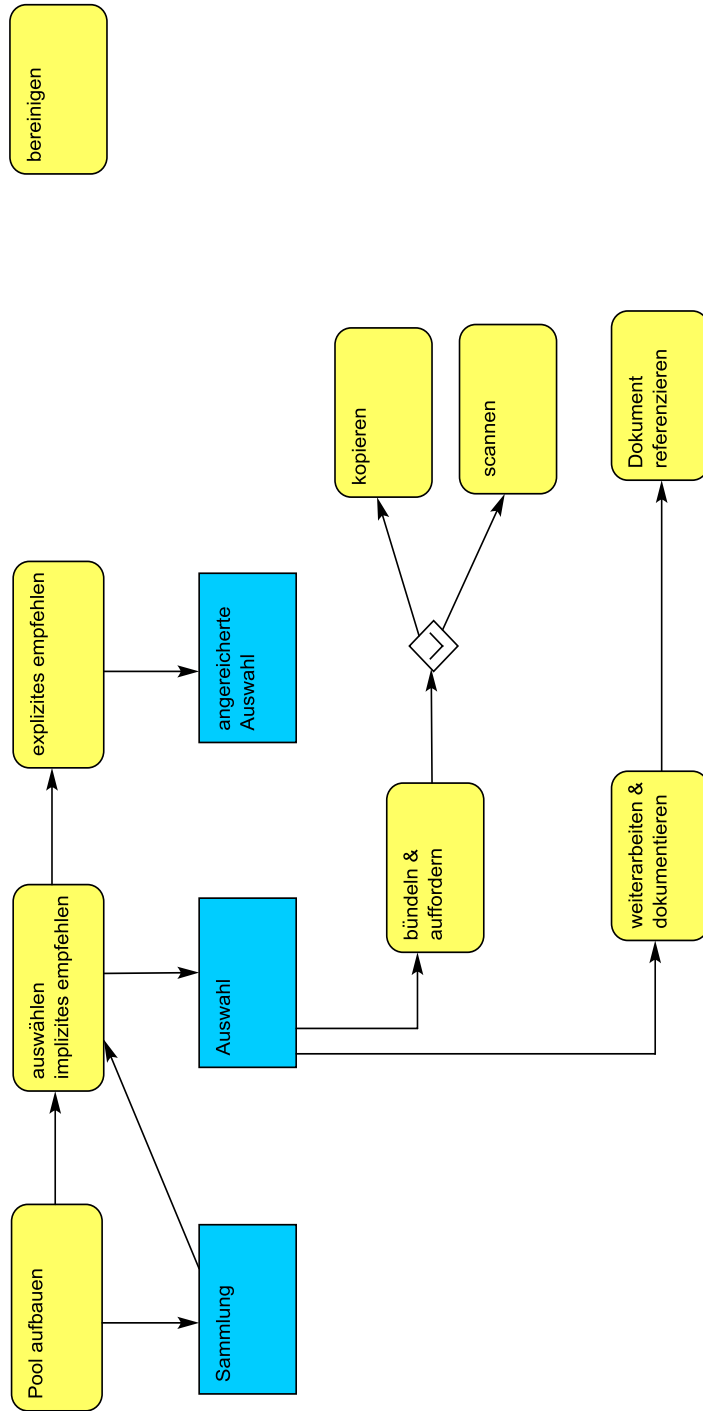 Pool aufbauen
auswählen
implizites empfehlen
explizites empfehlen
bereinigen
Sammlung
Auswahl
angereicherte
Auswahl
bündeln &
auffordern
kopieren
scannen
weiterarbeiten &
dokumentieren
Dokument
referenzieren